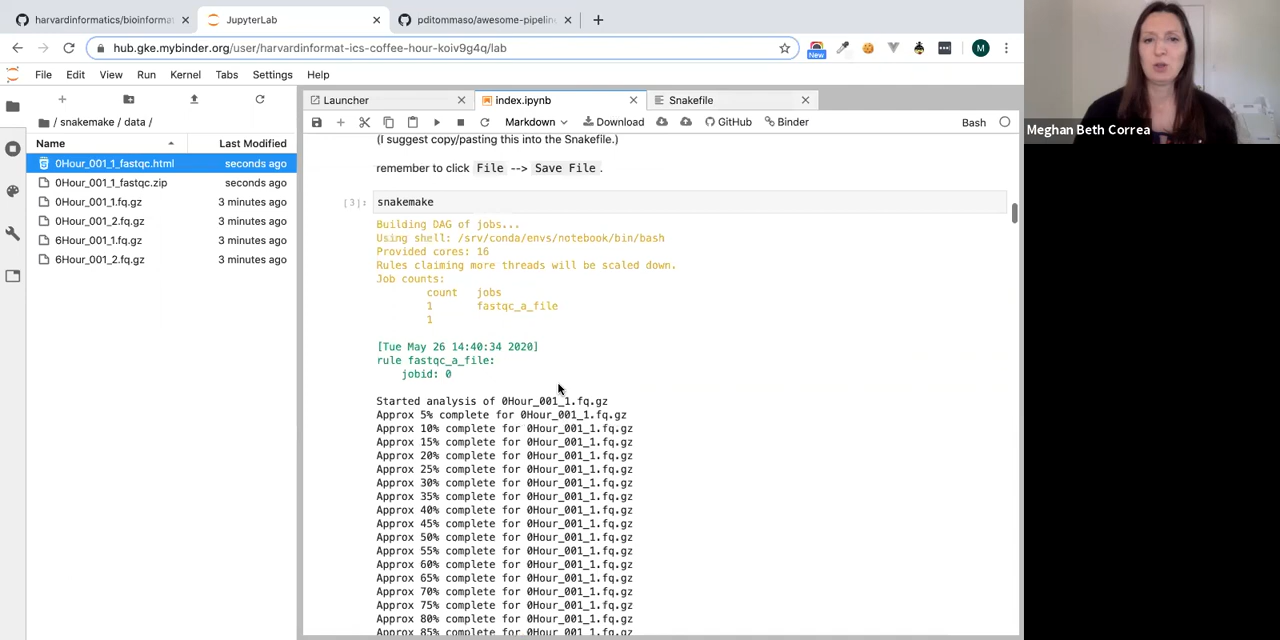 harvardinformatics/bioinforma
JupyterLab
pditommaso/awesome-pipeline
hub.gke.mybinder.org/user/harvardinformat-ics-coffee-hour-koiv9g4q/lab
New
M
File Edit View Run Kernel Tabs Settings Help
/ snakemake / data /
Name Last Modified
0Hour_001_1_fastqc.html seconds ago
0Hour_001_1_fastqc.zip seconds ago
0Hour_001_1.fq.gz 3 minutes ago
0Hour_001_2.fq.gz 3 minutes ago
6Hour_001_1.fq.gz 3 minutes ago
6Hour_001_2.fq.gz 3 minutes ago
Launcher
index.ipynb
Snakefile
Markdown Download GitHub Binder Bash
(I suggest copy/pasting this into the Snakefile.)
remember to click File --> Save File .
[3]: snakemake
Building DAG of jobs...
Using shell: /srv/conda/envs/notebook/bin/bash
Provided cores: 16
Rules claiming more threads will be scaled down.
Job counts:
count jobs
1 fastqc_a_file
1
[Tue May 26 14:40:34 2020]
rule fastqc_a_file:
jobid: 0
Started analysis of 0Hour_001_1.fq.gz
Approx 5% complete for 0Hour_001_1.fq.gz
Approx 10% complete for 0Hour_001_1.fq.gz
Approx 15% complete for 0Hour_001_1.fq.gz
Approx 20% complete for 0Hour_001_1.fq.gz
Approx 25% complete for 0Hour_001_1.fq.gz
Approx 30% complete for 0Hour_001_1.fq.gz
Approx 35% complete for 0Hour_001_1.fq.gz
Approx 40% complete for 0Hour_001_1.fq.gz
Approx 45% complete for 0Hour_001_1.fq.gz
Approx 50% complete for 0Hour_001_1.fq.gz
Approx 55% complete for 0Hour_001_1.fq.gz
Approx 60% complete for 0Hour_001_1.fq.gz
Approx 65% complete for 0Hour_001_1.fq.gz
Approx 70% complete for 0Hour_001_1.fq.gz
Approx 75% complete for 0Hour_001_1.fq.gz
Approx 80% complete for 0Hour_001_1.fq.gz
Approx 85% complete for 0Hour_001_1.fq.gz
Meghan Beth Correa